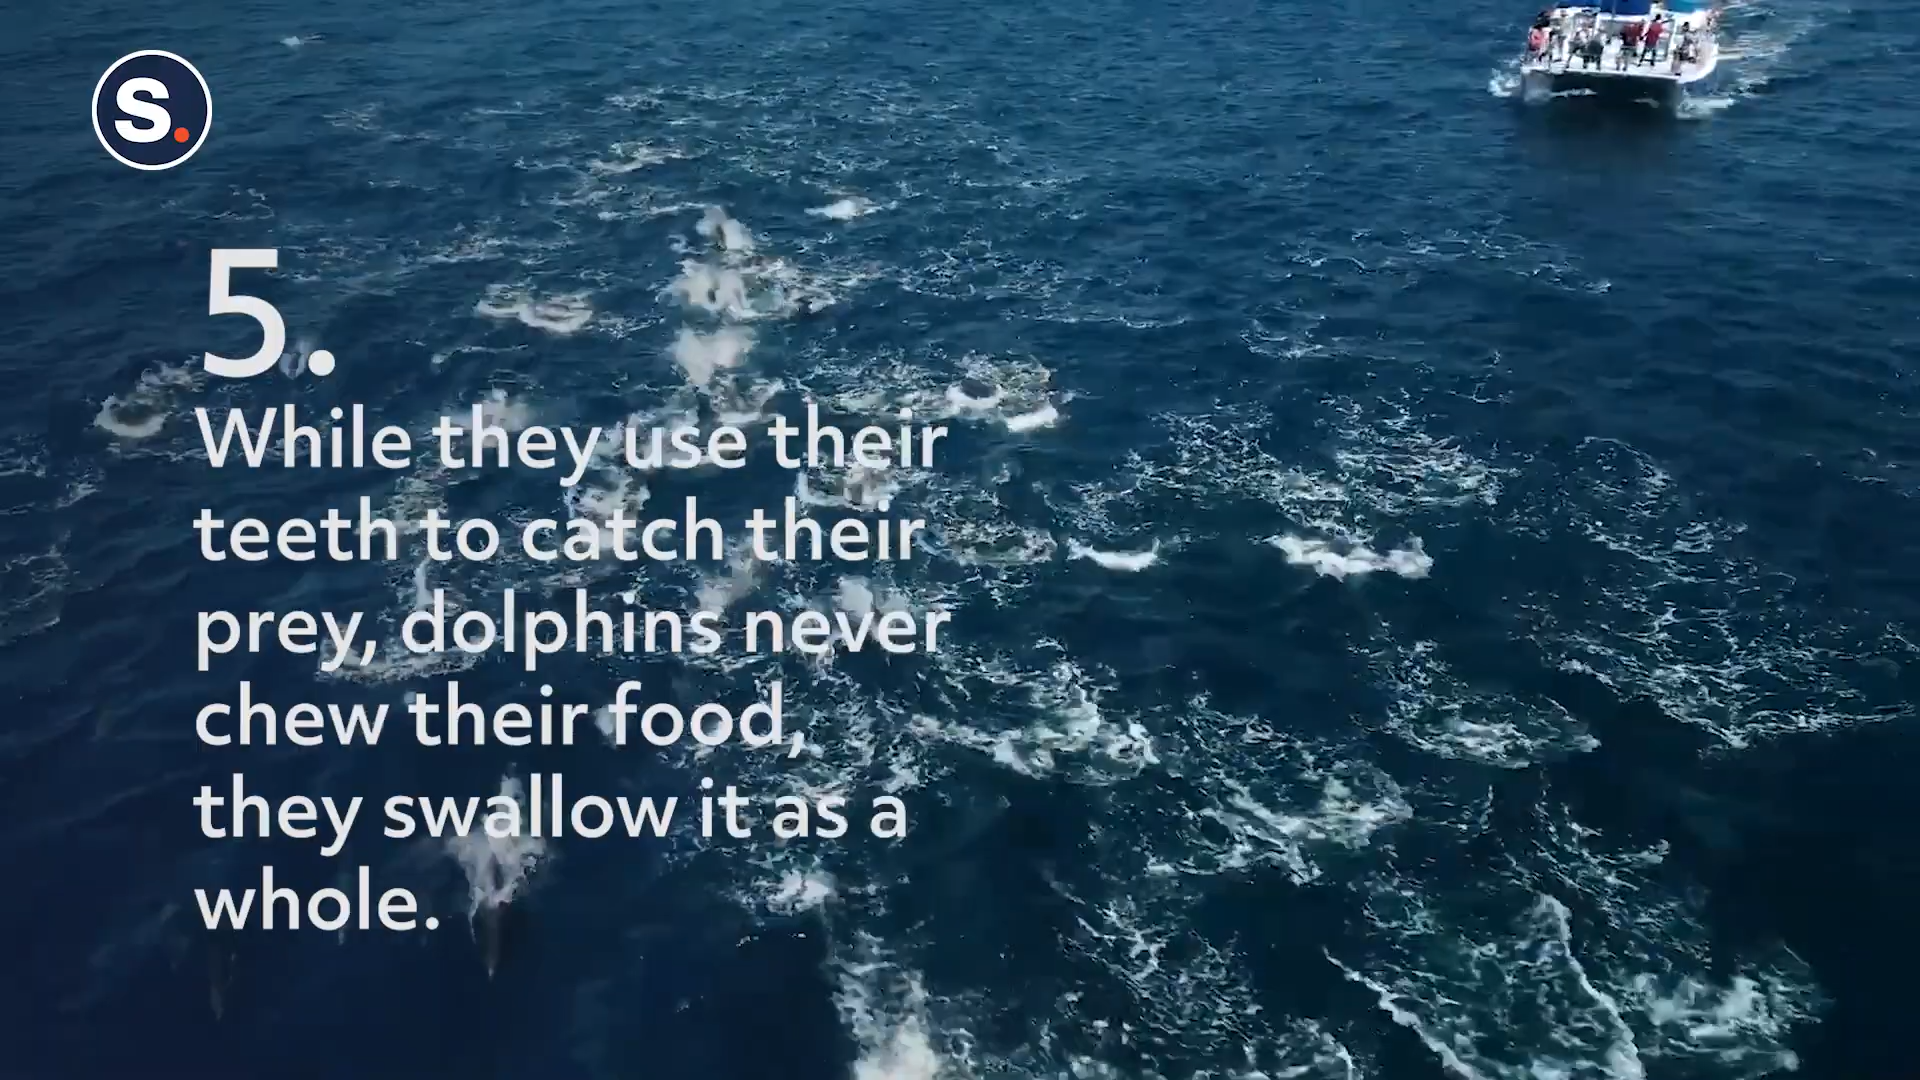 S.
5.
While they use their
teeth to catch their
prey, dolphins never
chew their food,
they swallow it as a
whole.